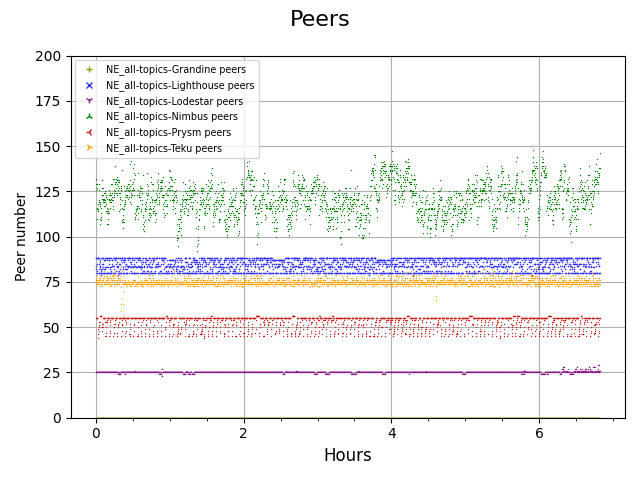 Peers
200
175
150
125
100
75
50
25
0
Peer number
NE_all-topics-Grandine peers
NE_all-topics-Lighthouse peers
NE_all-topics-Lodestar peers
NE_all-topics-Nimbus peers
NE_all-topics-Prysm peers
NE_all-topics-Teku peers
0 2 4 6
Hours